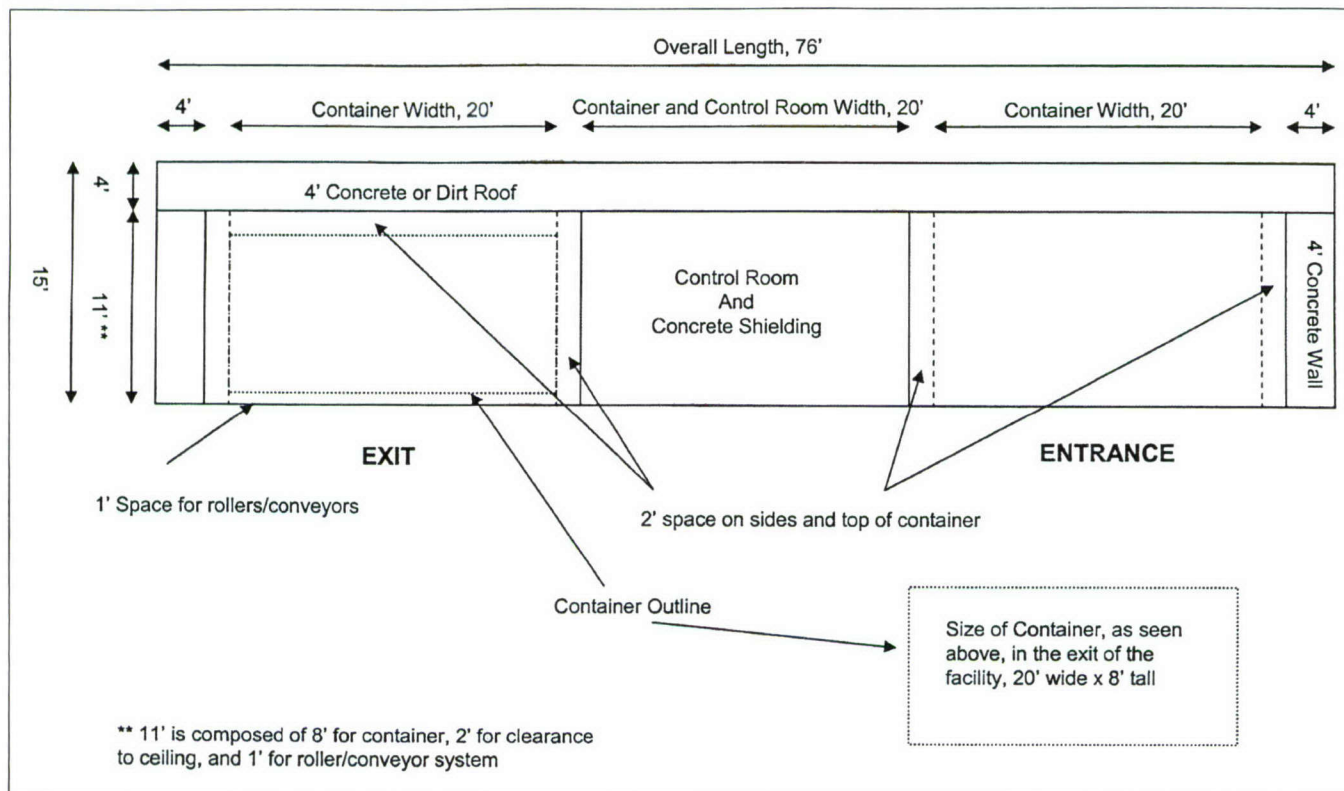 Overall Length, 76'
4'
Container Width, 20'
Container and Control Room Width, 20'
Container Width, 20'
4'
4'
4' Concrete or Dirt Roof
15'
11' **
Control Room
And
Concrete Shielding
4' Concrete Wall
EXIT
ENTRANCE
1' Space for rollers/conveyors
2' space on sides and top of container
Container Outline
Size of Container, as seen
above, in the exit of the
facility, 20' wide x 8' tall
** 11' is composed of 8' for container, 2' for clearance
to ceiling, and 1' for roller/conveyor system